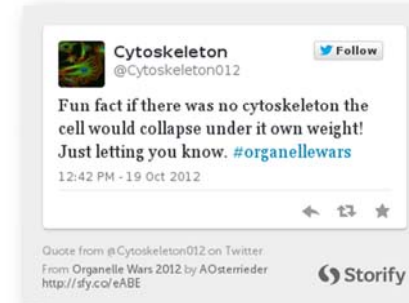 Cytoskeleton
Follow
@Cytoskeleton012
Fun fact if there was no cytoskeleton the
cell would collapse under it own weight!
Just letting you know. #organellewars
12:42 PM - 19 Oct 2012
Quote from @Cytoskeleton012 on Twitter
From Organelle Wars 2012 by AOsterrieder
http://sfy.co/eABE
Storify